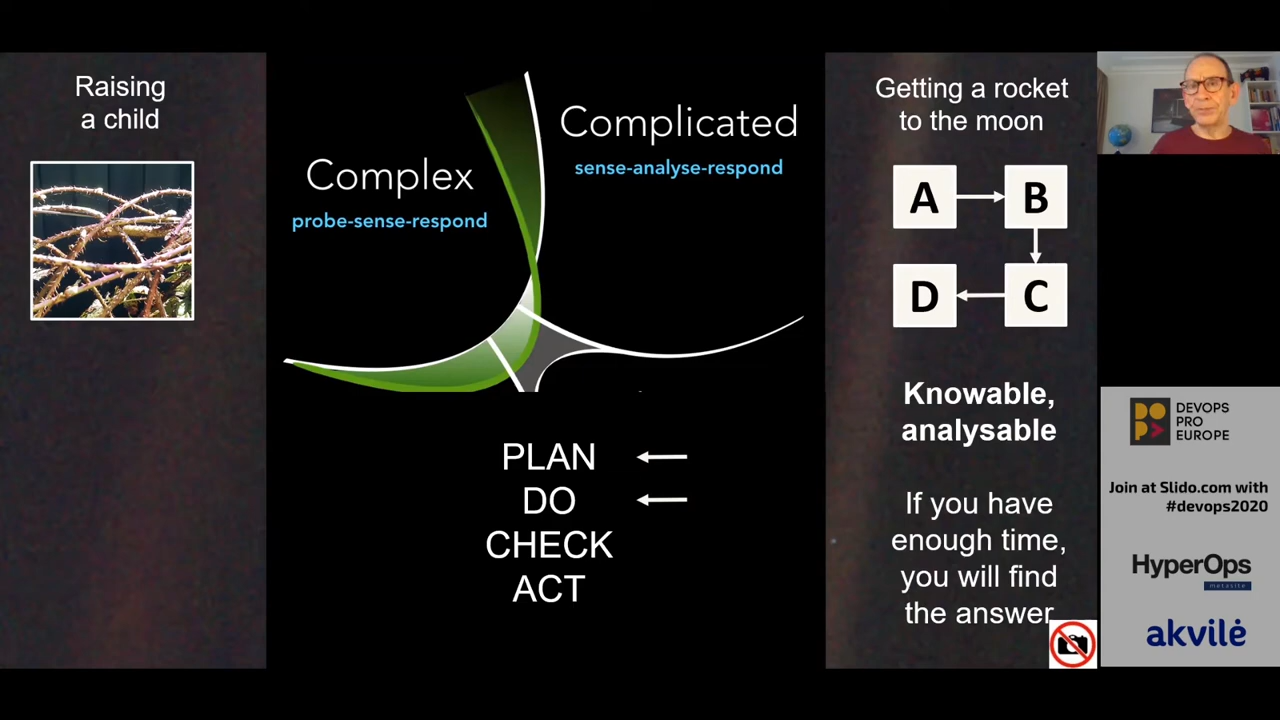 Raising
a child
Complex
probe-sense-respond
Complicated
sense-analyse-respond
PLAN
DO
CHECK
ACT
Getting a rocket
to the moon
A
B
D
C
Knowable,
analysable
If you have
enough time,
you will find
the answer
DEVOPS
PRO
EUROPE
Join at Slido.com with
#devops2020
HyperOps
metasite
akvilė